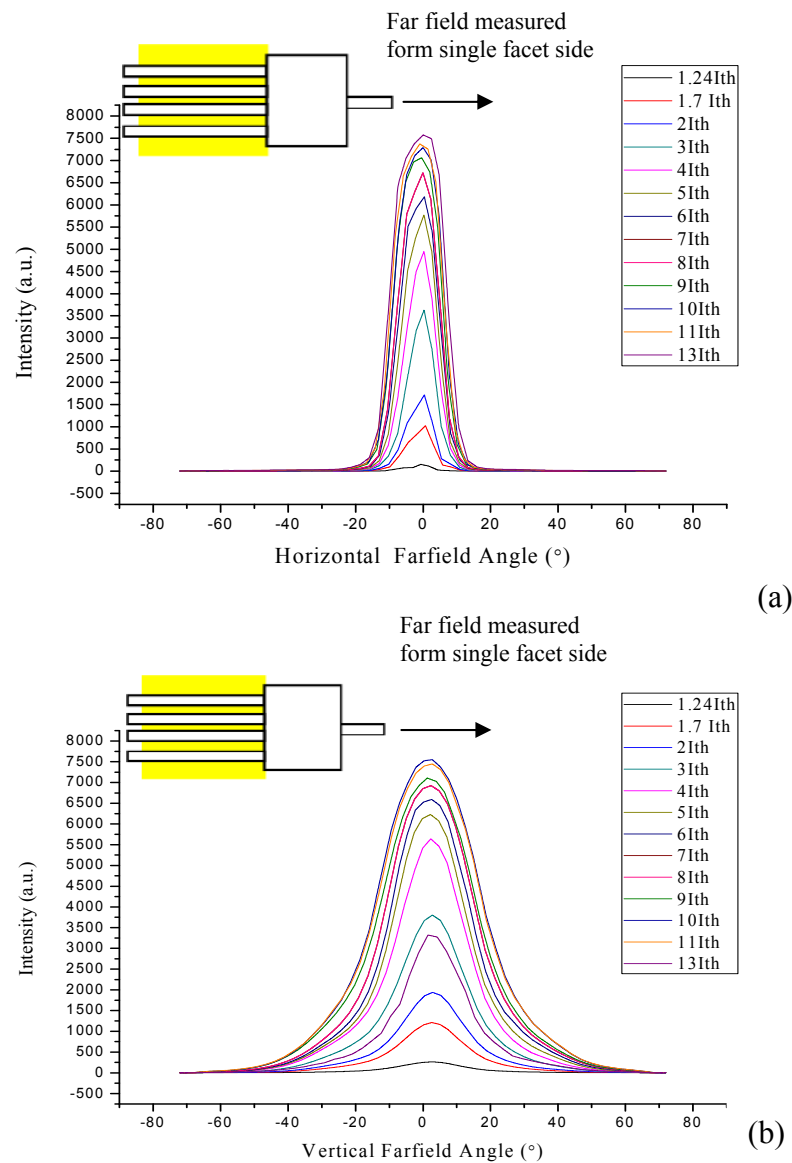 Far field measured
form single facet side
1.24Ith
1.7 Ith
2Ith
3Ith
4Ith
5Ith
6Ith
7Ith
8Ith
9Ith
10Ith
11Ith
13Ith
8000
7500
7000
6500
6000
5500
5000
4500
4000
3500
3000
2500
2000
1500
1000
500
0
-500
Intensity (a.u.)
-80 -60 -40 -20 0 20 40 60 80
Horizontal Farfield Angle (°)
(a)
Far field measured
form single facet side
1.24Ith
1.7 Ith
2Ith
3Ith
4Ith
5Ith
6Ith
7Ith
8Ith
9Ith
10Ith
11Ith
13Ith
8000
7500
7000
6500
6000
5500
5000
4500
4000
3500
3000
2500
2000
1500
1000
500
0
-500
Intensity (a.u.)
-80 -60 -40 -20 0 20 40 60 80
Vertical Farfield Angle (°)
(b)